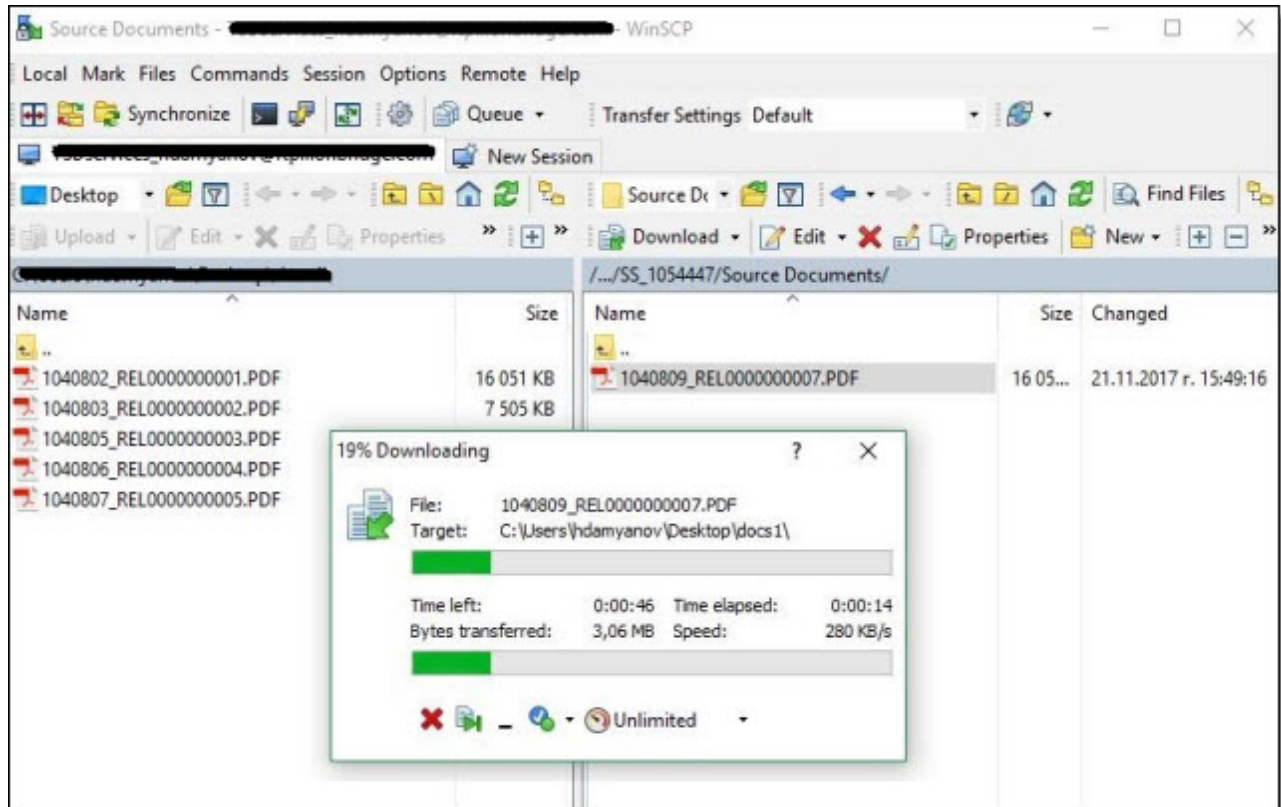 Source Documents - - WinSCP
Local Mark Files Commands Session Options Remote Help
Synchronize Queue Transfer Settings Default
New Session
Desktop Source Dc Find Files
Upload Edit Properties » Download Edit Properties New »
/.../SS_1054447/Source Documents/
Name Size Name Size Changed
.. ..
1040802_REL0000000001.PDF 16 051 KB 1040809_REL0000000007.PDF 16 05... 21.11.2017 г. 15:49:16
1040803_REL0000000002.PDF 7 505 KB
1040805_REL0000000003.PDF
1040806_REL0000000004.PDF
1040807_REL0000000005.PDF
19% Downloading ?
File: 1040809_REL0000000007.PDF
Target: C:\Users\hdamyanov\Desktop\docs1\
Time left: 0:00:46 Time elapsed: 0:00:14
Bytes transferred: 3,06 MB Speed: 280 KB/s
Unlimited